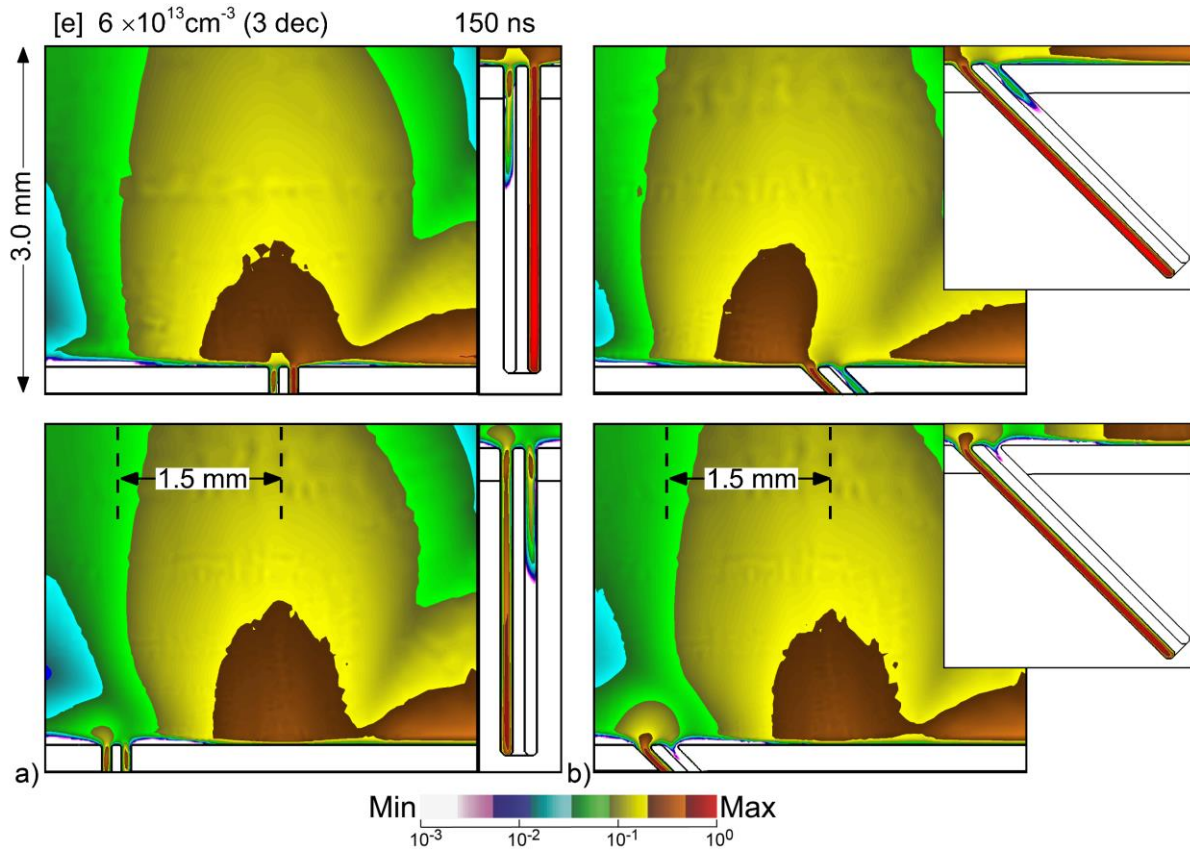 [e] 6 ×10¹³cm⁻³ (3 dec) 150 ns
3.0 mm
1.5 mm 1.5 mm
a) b)
Min Max
10⁻³ 10⁻² 10⁻¹ 10⁰